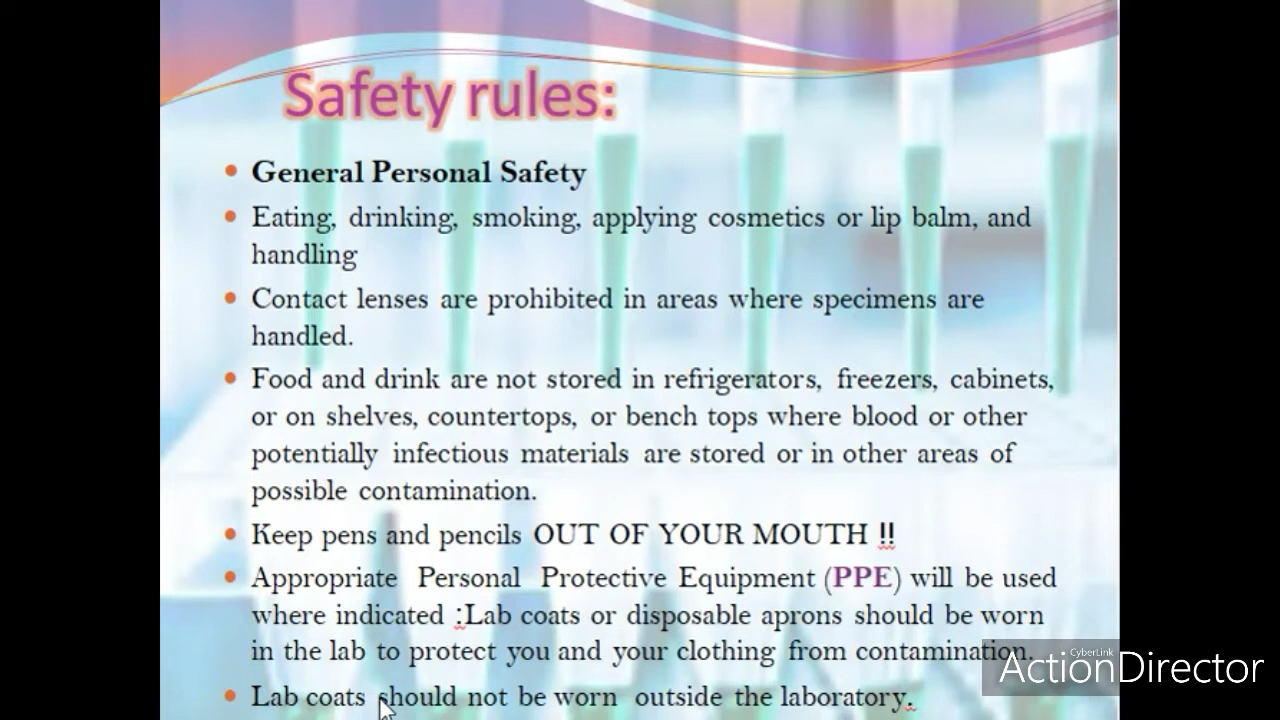 Safety rules:
General Personal Safety
Eating, drinking, smoking, applying cosmetics or lip balm, and
handling
Contact lenses are prohibited in areas where specimens are
handled.
Food and drink are not stored in refrigerators, freezers, cabinets,
or on shelves, countertops, or bench tops where blood or other
potentially infectious materials are stored or in other areas of
possible contamination.
Keep pens and pencils OUT OF YOUR MOUTH !!
Appropriate Personal Protective Equipment (PPE) will be used
where indicated :Lab coats or disposable aprons should be worn
in the lab to protect you and your clothing from contamination.
Lab coats should not be worn outside the laboratory.
CyberLink
ActionDirector